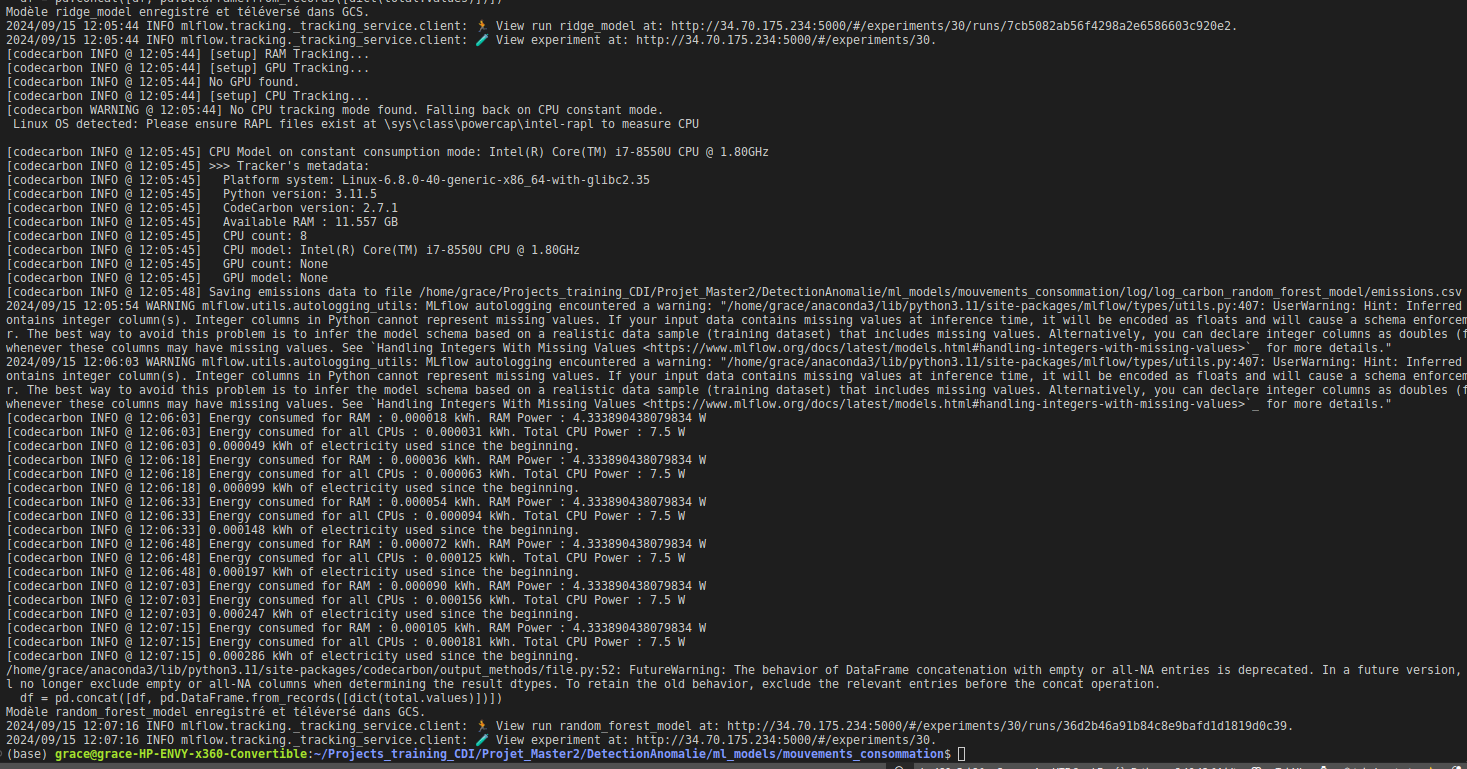 df = pd.concat([df, pd.DataFrame.from_records([dict(total.values)])])
Modèle ridge_model enregistré et téléversé dans GCS.
2024/09/15 12:05:44 INFO mlflow.tracking._tracking_service.client: 🏃 View run ridge_model at: http://34.70.175.234:5000/#/experiments/30/runs/7cb5082ab56f4298a2e6586603c920e2.
2024/09/15 12:05:44 INFO mlflow.tracking._tracking_service.client: 🧪 View experiment at: http://34.70.175.234:5000/#/experiments/30.
[codecarbon INFO @ 12:05:44] [setup] RAM Tracking...
[codecarbon INFO @ 12:05:44] [setup] GPU Tracking...
[codecarbon INFO @ 12:05:44] No GPU found.
[codecarbon INFO @ 12:05:44] [setup] CPU Tracking...
[codecarbon WARNING @ 12:05:44] No CPU tracking mode found. Falling back on CPU constant mode.
Linux OS detected: Please ensure RAPL files exist at \sys\class\powercap\intel-rapl to measure CPU
[codecarbon INFO @ 12:05:45] CPU Model on constant consumption mode: Intel(R) Core(TM) i7-8550U CPU @ 1.80GHz
[codecarbon INFO @ 12:05:45] >>> Tracker's metadata:
[codecarbon INFO @ 12:05:45]   Platform system: Linux-6.8.0-40-generic-x86_64-with-glibc2.35
[codecarbon INFO @ 12:05:45]   Python version: 3.11.5
[codecarbon INFO @ 12:05:45]   CodeCarbon version: 2.7.1
[codecarbon INFO @ 12:05:45]   Available RAM : 11.557 GB
[codecarbon INFO @ 12:05:45]   CPU count: 8
[codecarbon INFO @ 12:05:45]   CPU model: Intel(R) Core(TM) i7-8550U CPU @ 1.80GHz
[codecarbon INFO @ 12:05:45]   GPU count: None
[codecarbon INFO @ 12:05:45]   GPU model: None
[codecarbon INFO @ 12:05:48] Saving emissions data to file /home/grace/Projects_training_CDI/Projet_Master2/DetectionAnomalie/ml_models/mouvements_consommation/log/log_carbon_random_forest_model/emissions.csv
2024/09/15 12:05:54 WARNING mlflow.utils.autologging_utils: MLflow autologging encountered a warning: "/home/grace/anaconda3/lib/python3.11/site-packages/mlflow/types/utils.py:407: UserWarning: Hint: Inferred
ontains integer column(s). Integer columns in Python cannot represent missing values. If your input data contains missing values at inference time, it will be encoded as floats and will cause a schema enforcem
r. The best way to avoid this problem is to infer the model schema based on a realistic data sample (training dataset) that includes missing values. Alternatively, you can declare integer columns as doubles (f
whenever these columns may have missing values. See `Handling Integers With Missing Values <https://www.mlflow.org/docs/latest/models.html#handling-integers-with-missing-values>`_ for more details."
2024/09/15 12:06:03 WARNING mlflow.utils.autologging_utils: MLflow autologging encountered a warning: "/home/grace/anaconda3/lib/python3.11/site-packages/mlflow/types/utils.py:407: UserWarning: Hint: Inferred
ontains integer column(s). Integer columns in Python cannot represent missing values. If your input data contains missing values at inference time, it will be encoded as floats and will cause a schema enforcem
r. The best way to avoid this problem is to infer the model schema based on a realistic data sample (training dataset) that includes missing values. Alternatively, you can declare integer columns as doubles (f
whenever these columns may have missing values. See `Handling Integers With Missing Values <https://www.mlflow.org/docs/latest/models.html#handling-integers-with-missing-values>`_ for more details."
[codecarbon INFO @ 12:06:03] Energy consumed for RAM : 0.000018 kWh. RAM Power : 4.333890438079834 W
[codecarbon INFO @ 12:06:03] Energy consumed for all CPUs : 0.000031 kWh. Total CPU Power : 7.5 W
[codecarbon INFO @ 12:06:03] 0.000049 kWh of electricity used since the beginning.
[codecarbon INFO @ 12:06:18] Energy consumed for RAM : 0.000036 kWh. RAM Power : 4.333890438079834 W
[codecarbon INFO @ 12:06:18] Energy consumed for all CPUs : 0.000063 kWh. Total CPU Power : 7.5 W
[codecarbon INFO @ 12:06:18] 0.000099 kWh of electricity used since the beginning.
[codecarbon INFO @ 12:06:33] Energy consumed for RAM : 0.000054 kWh. RAM Power : 4.333890438079834 W
[codecarbon INFO @ 12:06:33] Energy consumed for all CPUs : 0.000094 kWh. Total CPU Power : 7.5 W
[codecarbon INFO @ 12:06:33] 0.000148 kWh of electricity used since the beginning.
[codecarbon INFO @ 12:06:48] Energy consumed for RAM : 0.000072 kWh. RAM Power : 4.333890438079834 W
[codecarbon INFO @ 12:06:48] Energy consumed for all CPUs : 0.000125 kWh. Total CPU Power : 7.5 W
[codecarbon INFO @ 12:06:48] 0.000197 kWh of electricity used since the beginning.
[codecarbon INFO @ 12:07:03] Energy consumed for RAM : 0.000090 kWh. RAM Power : 4.333890438079834 W
[codecarbon INFO @ 12:07:03] Energy consumed for all CPUs : 0.000156 kWh. Total CPU Power : 7.5 W
[codecarbon INFO @ 12:07:03] 0.000247 kWh of electricity used since the beginning.
[codecarbon INFO @ 12:07:15] Energy consumed for RAM : 0.000105 kWh. RAM Power : 4.333890438079834 W
[codecarbon INFO @ 12:07:15] Energy consumed for all CPUs : 0.000181 kWh. Total CPU Power : 7.5 W
[codecarbon INFO @ 12:07:15] 0.000286 kWh of electricity used since the beginning.
/home/grace/anaconda3/lib/python3.11/site-packages/codecarbon/output_methods/file.py:52: FutureWarning: The behavior of DataFrame concatenation with empty or all-NA entries is deprecated. In a future version,
l no longer exclude empty or all-NA columns when determining the result dtypes. To retain the old behavior, exclude the relevant entries before the concat operation.
df = pd.concat([df, pd.DataFrame.from_records([dict(total.values)])])
Modèle random_forest_model enregistré et téléversé dans GCS.
2024/09/15 12:07:16 INFO mlflow.tracking._tracking_service.client: 🏃 View run random_forest_model at: http://34.70.175.234:5000/#/experiments/30/runs/36d2b46a91b84c8e9bafd1d1819d0c39.
2024/09/15 12:07:16 INFO mlflow.tracking._tracking_service.client: 🧪 View experiment at: http://34.70.175.234:5000/#/experiments/30.
(base) grace@grace-HP-ENVY-x360-Convertible:~/Projects_training_CDI/Projet_Master2/DetectionAnomalie/ml_models/mouvements_consommation$